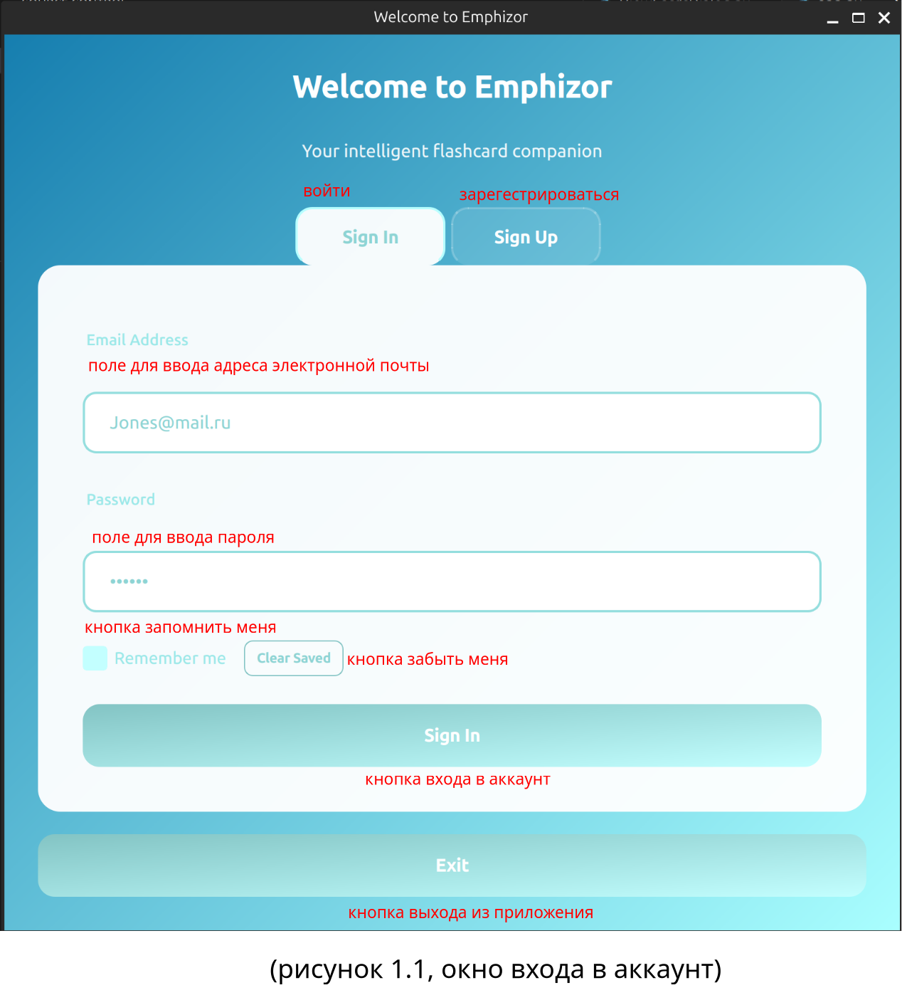 Welcome to Emphizor
Welcome to Emphizor
Your intelligent flashcard companion
войти
зарегестрироваться
Sign In
Sign Up
Email Address
поле для ввода адреса электронной почты
Jones@mail.ru
Password
поле для ввода пароля
••••••
кнопка запомнить меня
Remember me
Clear Saved
кнопка забыть меня
Sign In
кнопка входа в аккаунт
Exit
кнопка выхода из приложения
(рисунок 1.1, окно входа в аккаунт)